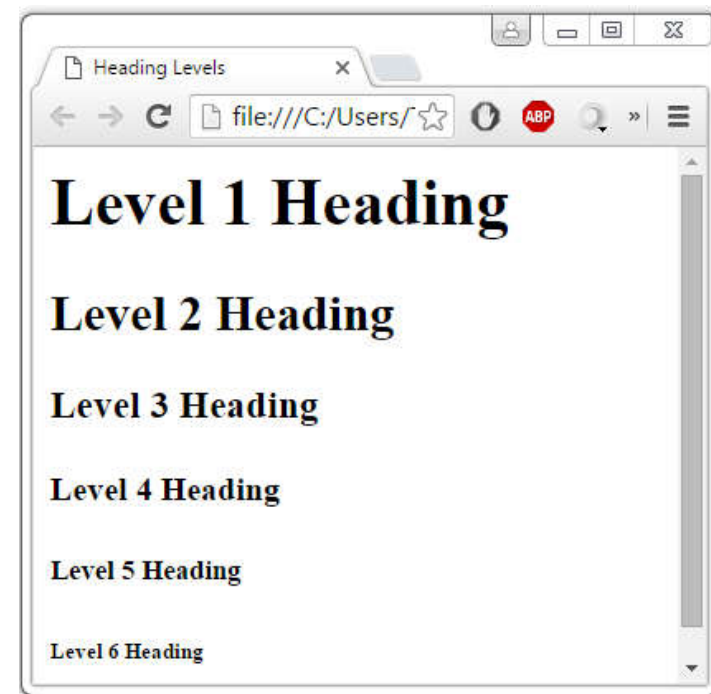 Heading Levels
file:///C:/Users/
ABP
»
Level 1 Heading
Level 2 Heading
Level 3 Heading
Level 4 Heading
Level 5 Heading
Level 6 Heading